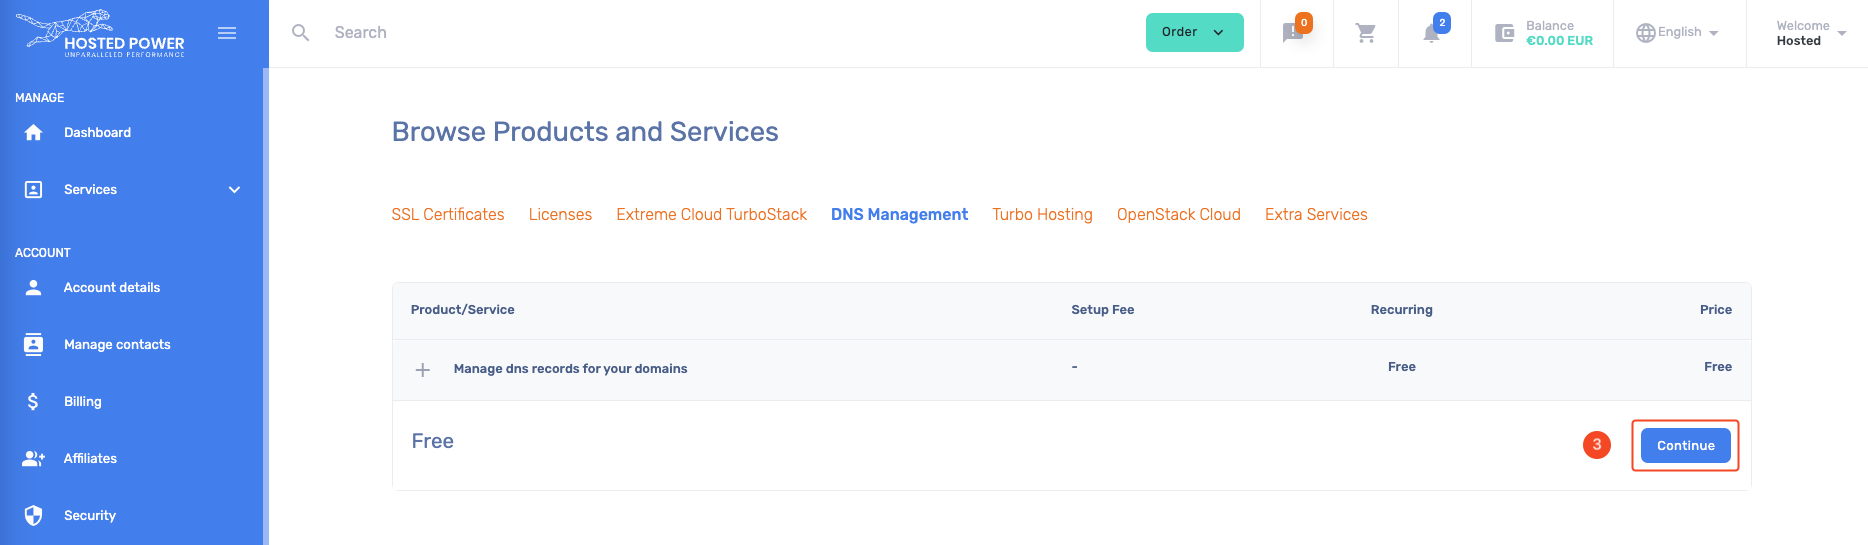 HOSTED POWER
UNPARALLELED PERFORMANCE
Search
Order
0
2
Balance
€0.00 EUR
English
Welcome
Hosted
MANAGE
Dashboard
Services
ACCOUNT
Account details
Manage contacts
Billing
Affiliates
Security
Browse Products and Services
SSL Certificates Licenses Extreme Cloud TurboStack DNS Management Turbo Hosting OpenStack Cloud Extra Services
Product/Service Setup Fee Recurring Price
Manage dns records for your domains - Free Free
Free
3 Continue